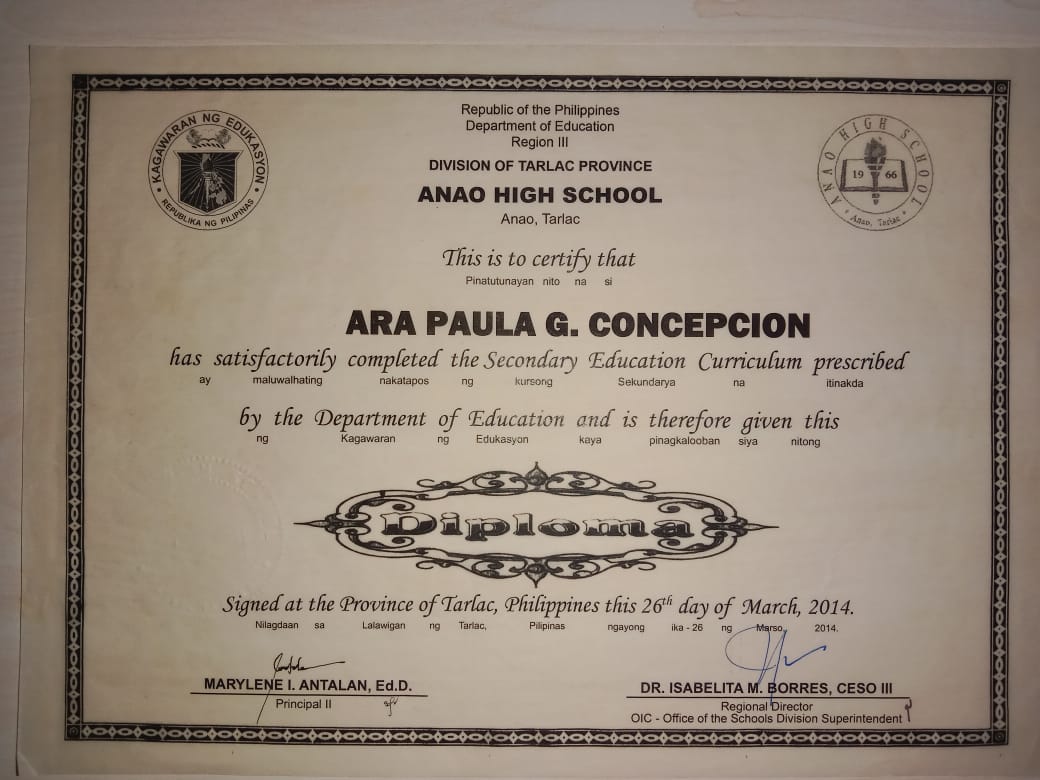 Republic of the Philippines
Department of Education
Region III
DIVISION OF TARLAC PROVINCE
ANAO HIGH SCHOOL
Anao, Tarlac
KAGAWARAN NG EDUKASYON
REPUBLIKA NG PILIPINAS
ANAO HIGH SCHOOL
19 66
Anao, Tarlac
This is to certify that
Pinatutunayan nito na si
ARA PAULA G. CONCEPCION
has satisfactorily completed the Secondary Education Curriculum prescribed
ay maluwalhating nakatapos ng kursong Sekundarya na itinakda
by the Department of Education and is therefore given this
ng Kagawaran ng Edukasyon kaya pinagkalooban siya nitong
Diploma
Signed at the Province of Tarlac, Philippines this 26th day of March, 2014.
Nilagdaan sa Lalawigan ng Tarlac, Pilipinas ngayong ika - 26 ng Marso, 2014.
MARYLENE I. ANTALAN, Ed.D.
Principal II
DR. ISABELITA M. BORRES, CESO III
Regional Director
OIC - Office of the Schools Division Superintendent